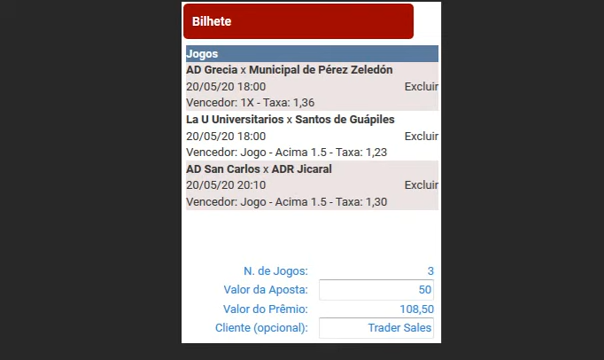 Bilhete
Jogos
AD Grecia x Municipal de Pérez Zeledón
20/05/20 18:00 Excluir
Vencedor: 1X - Taxa: 1,36
La U Universitarios x Santos de Guápiles
20/05/20 18:00 Excluir
Vencedor: Jogo - Acima 1.5 - Taxa: 1,23
AD San Carlos x ADR Jicaral
20/05/20 20:10 Excluir
Vencedor: Jogo - Acima 1.5 - Taxa: 1,30
N. de Jogos: 3
Valor da Aposta: 50
Valor do Prêmio: 108,50
Cliente (opcional): Trader Sales